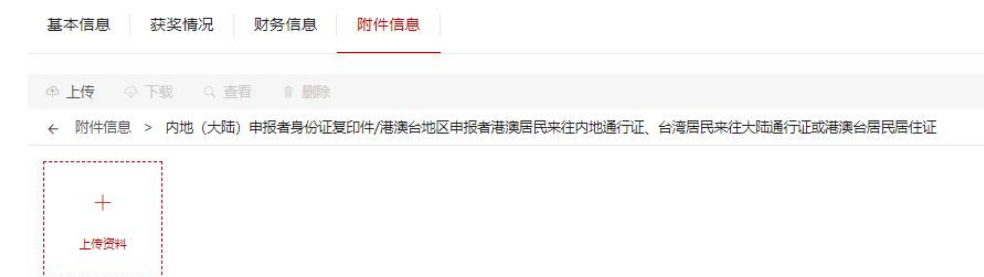 基本信息 获奖情况 财务信息 附件信息
上传 下载 查看 删除
← 附件信息 > 内地（大陆）申报者身份证复印件/港澳台地区申报者港澳居民来往内地通行证、台湾居民来往大陆通行证或港澳台居民居住证
上传资料